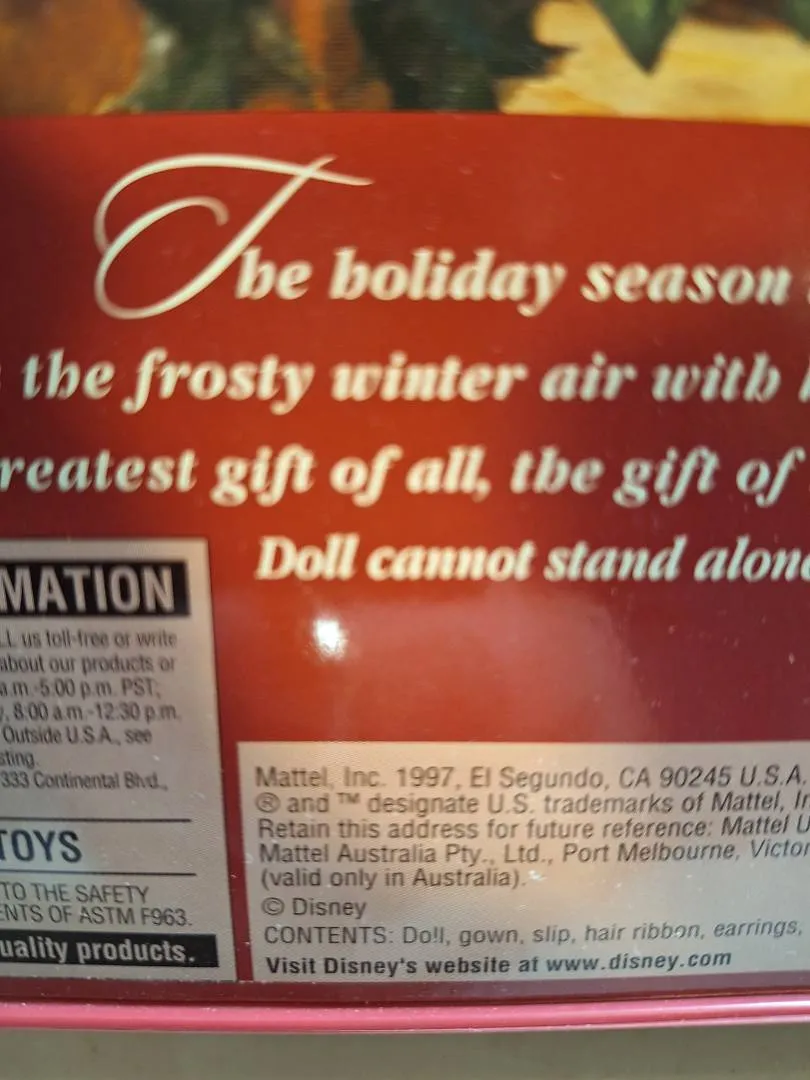 The holiday season
the frosty winter air with
reatest gift of all, the gift of
Doll cannot stand alone
MATION
LL us toll-free or write
about our products or
a.m.-5:00 p.m. PST;
y, 8:00 a.m.-12:30 p.m.
Outside U.S.A., see
sting.
333 Continental Blvd.,
TOYS
TO THE SAFETY
ENTS OF ASTM F963.
uality products.
Mattel, Inc. 1997, El Segundo, CA 90245 U.S.A.
® and ™ designate U.S. trademarks of Mattel, In
Retain this address for future reference: Mattel U
Mattel Australia Pty., Ltd., Port Melbourne, Victor
(valid only in Australia).
© Disney
CONTENTS: Doll, gown, slip, hair ribbon, earrings,
Visit Disney's website at www.disney.com